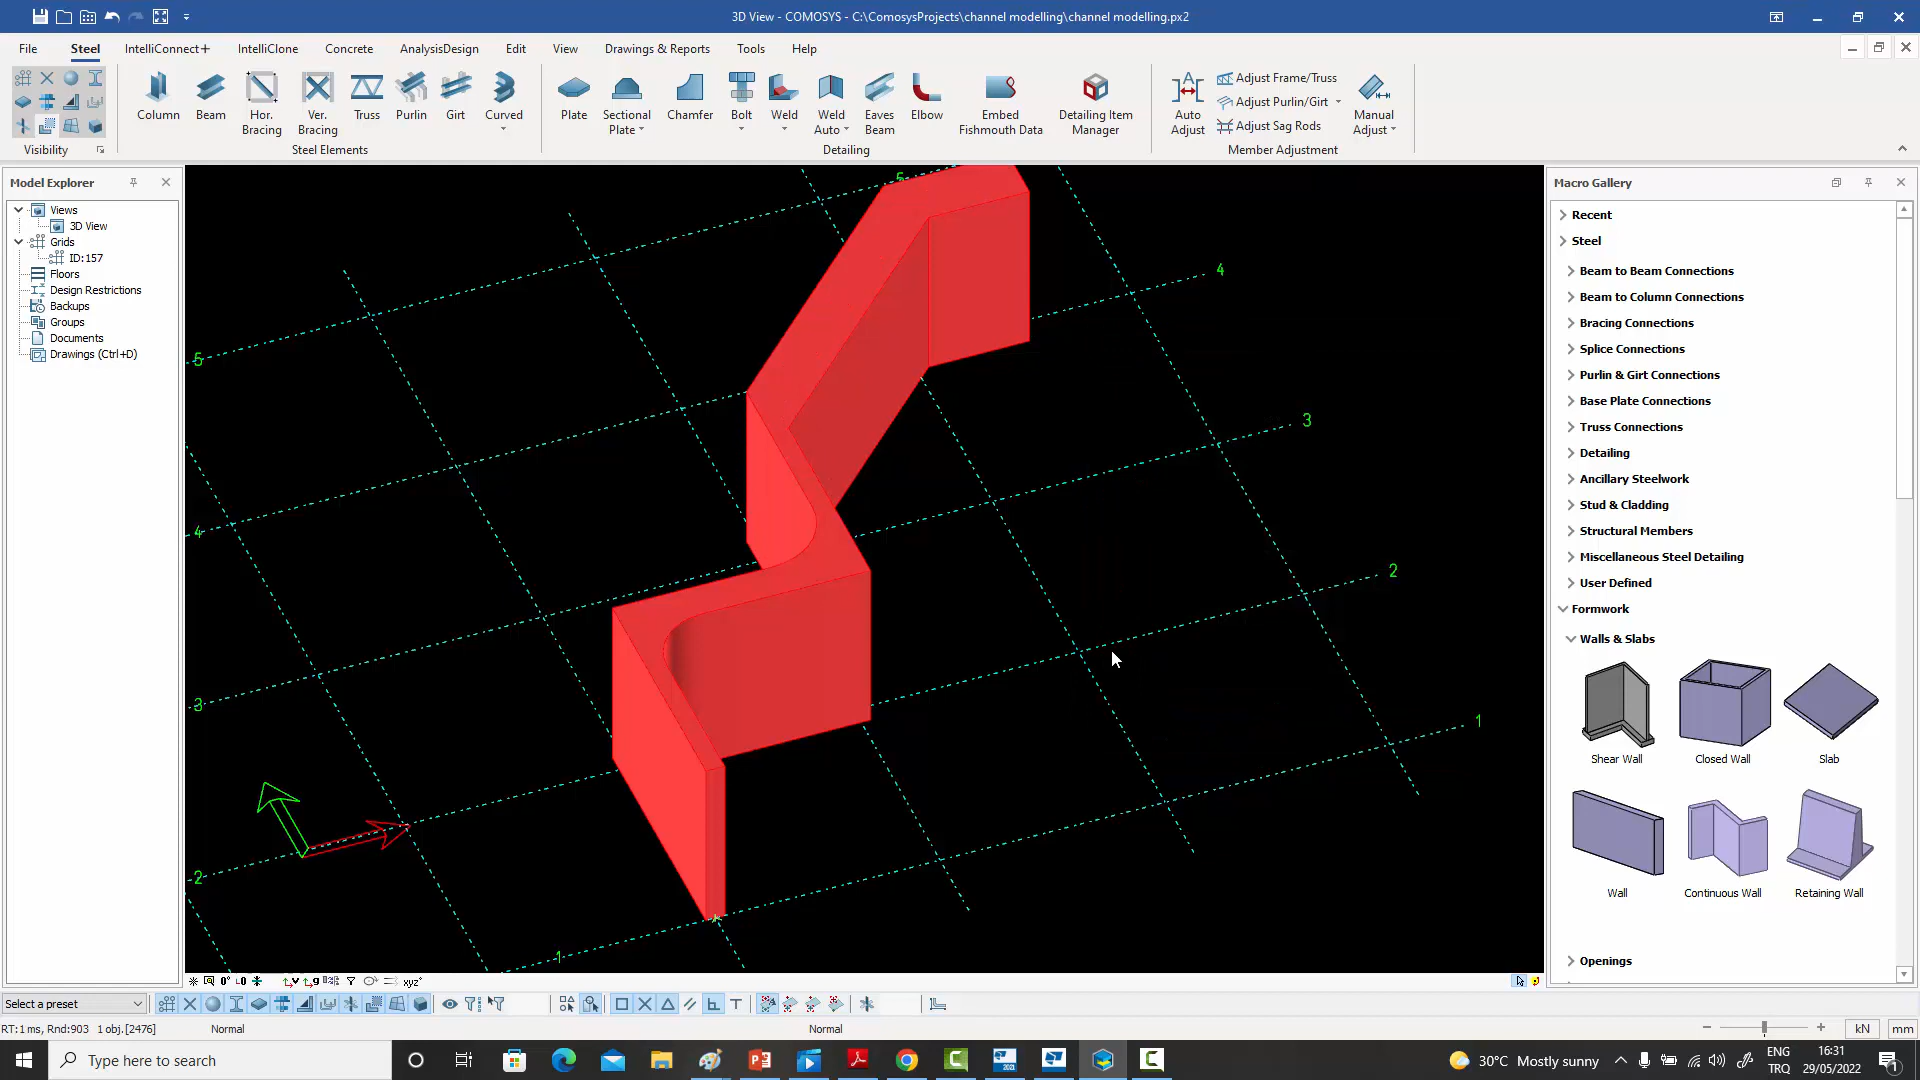 3D View - COMOSYS - C:\ComosysProjects\channel modelling\channel modelling.px2
File Steel IntelliConnect+ IntelliClone Concrete AnalysisDesign Edit View Drawings & Reports Tools Help
Column Beam Hor. Bracing Ver. Bracing Truss Purlin Girt Curved
Plate Sectional Plate Chamfer Bolt Weld Weld Auto Eaves Beam Elbow Embed Fishmouth Data Detailing Item Manager
Auto Adjust Adjust Frame/Truss Manual Adjust
Adjust Purlin/Girt
Adjust Sag Rods
Visibility Steel Elements Detailing Member Adjustment
Model Explorer
Views
3D View
Grids
ID:157
Floors
Design Restrictions
Backups
Groups
Documents
Drawings (Ctrl+D)
5
4
5
3
4
2
3
1
2
1
Macro Gallery
Recent
Steel
Beam to Beam Connections
Beam to Column Connections
Bracing Connections
Splice Connections
Purlin & Girt Connections
Base Plate Connections
Truss Connections
Detailing
Ancillary Steelwork
Stud & Cladding
Structural Members
Miscellaneous Steel Detailing
User Defined
Formwork
Walls & Slabs
Shear Wall Closed Wall Slab
Wall Continuous Wall Retaining Wall
Openings
Select a preset
RT:1 ms, Rnd:903 1 obj.[2476] Normal Normal kN mm
Type here to search
30°C Mostly sunny
ENG
TRQ
16:31
29/05/2022